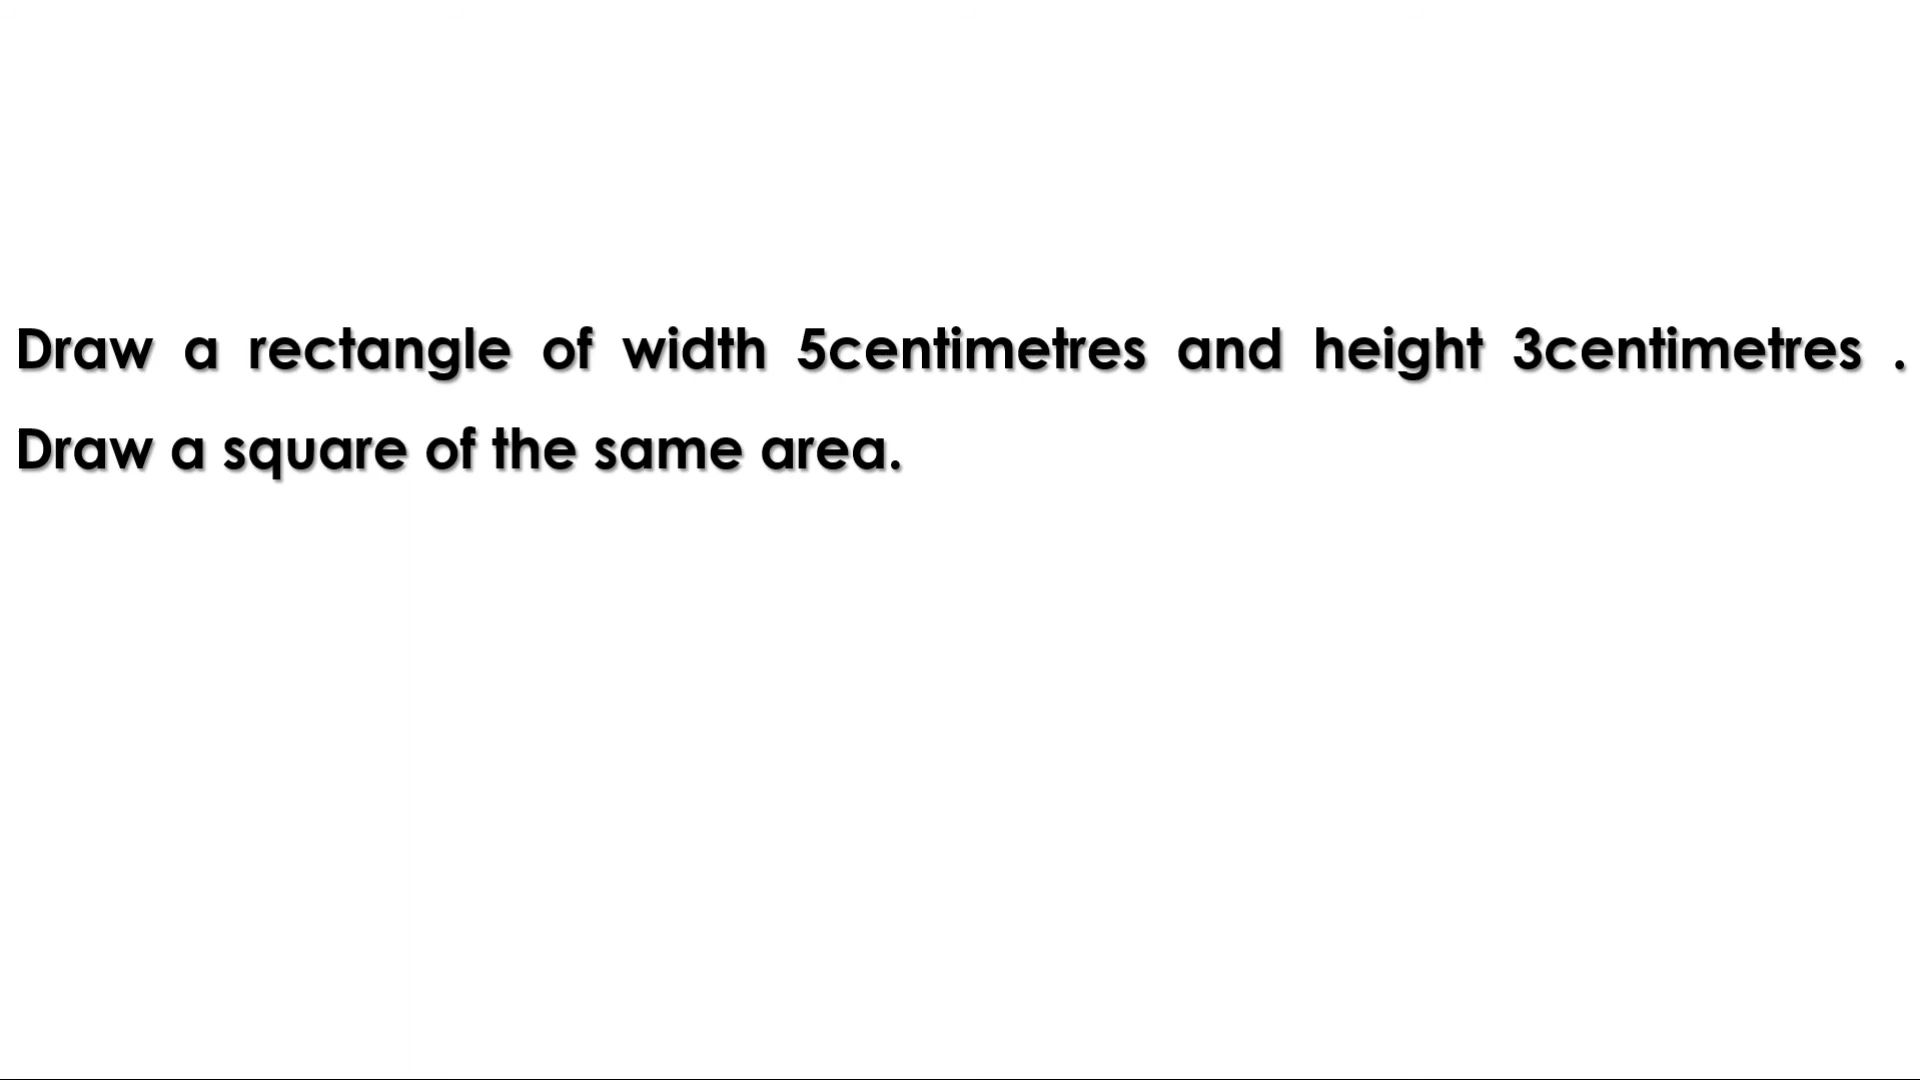 Draw a rectangle of width 5centimetres and height 3centimetres .
Draw a square of the same area.